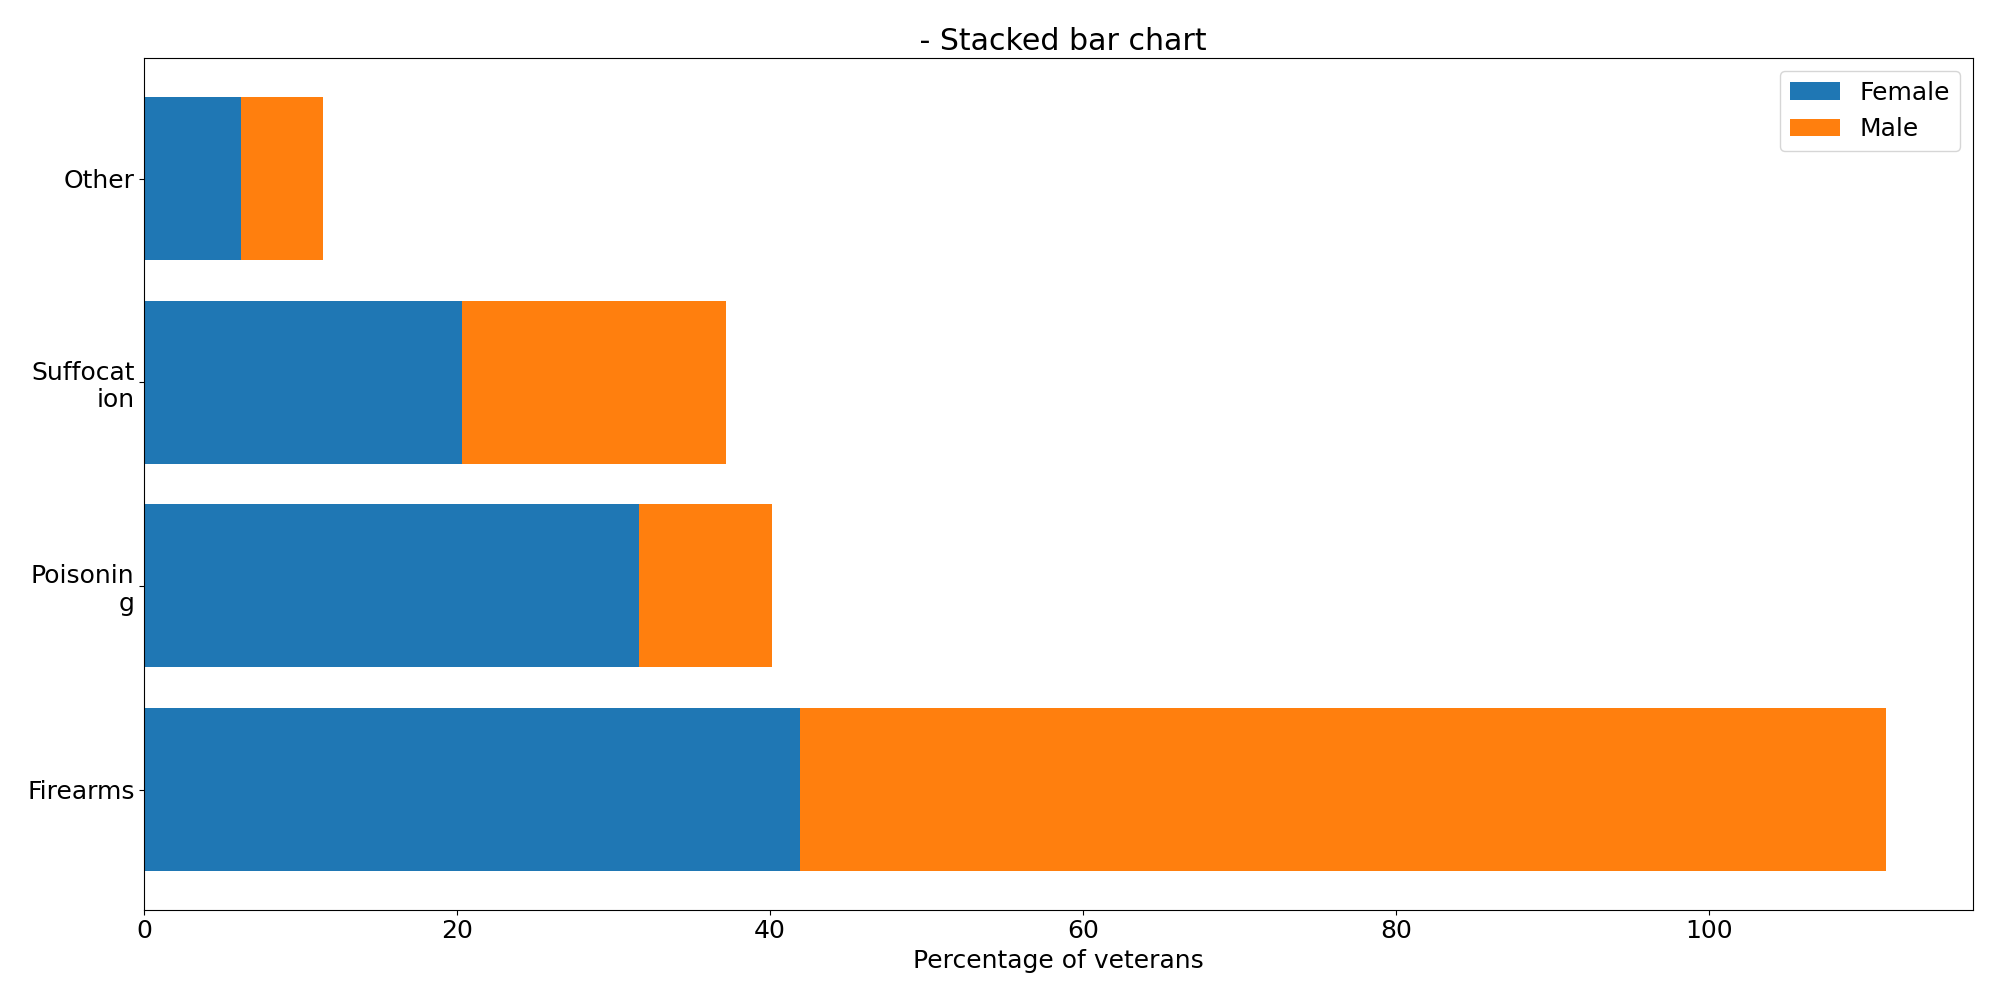 - Stacked bar chart
Female
Male
Other
Suffocat
ion
Poisonin
g
Firearms
0 20 40 60 80 100
Percentage of veterans